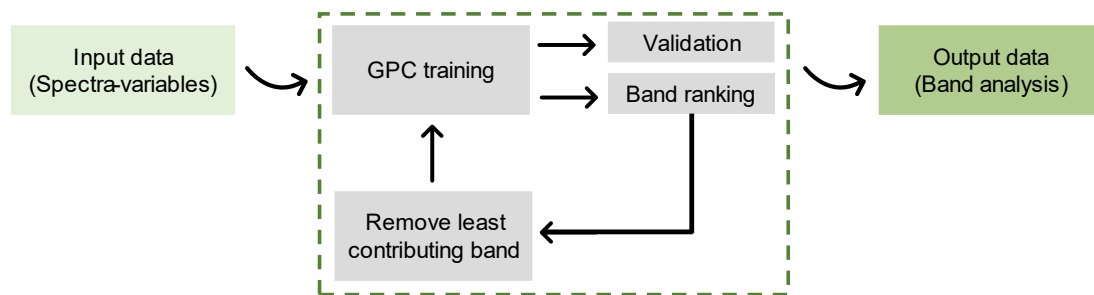 Input data
(Spectra-variables)
GPC training
Validation
Band ranking
Remove least
contributing band
Output data
(Band analysis)